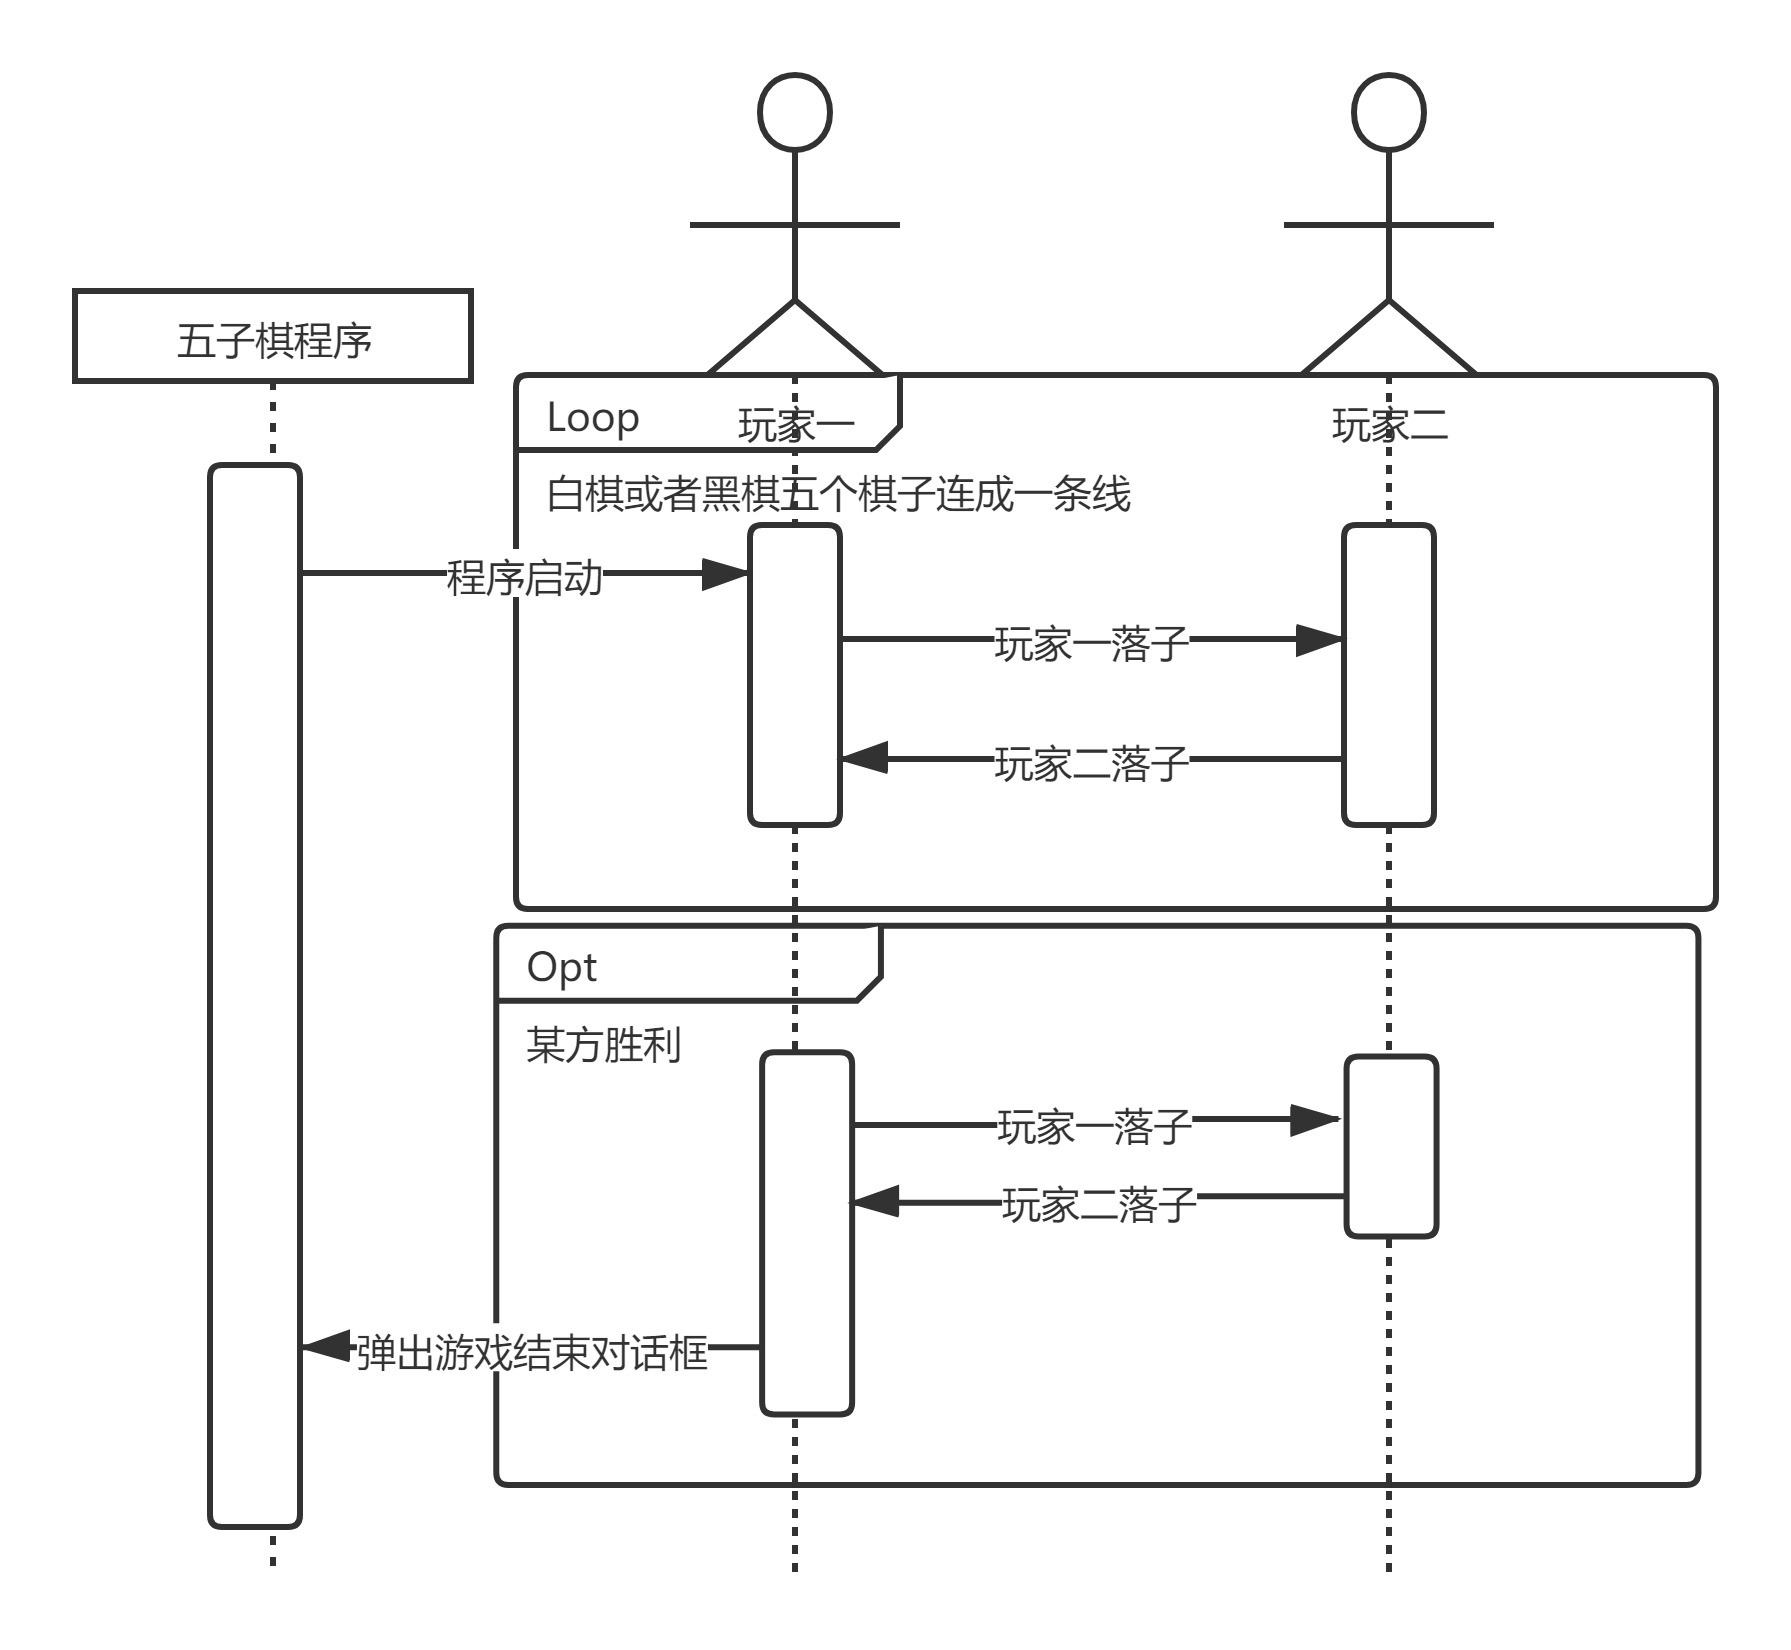 五子棋程序
Loop
玩家一
玩家二
白棋或者黑棋五个棋子连成一条线
程序启动
玩家一落子
玩家二落子
Opt
某方胜利
玩家一落子
玩家二落子
弹出游戏结束对话框